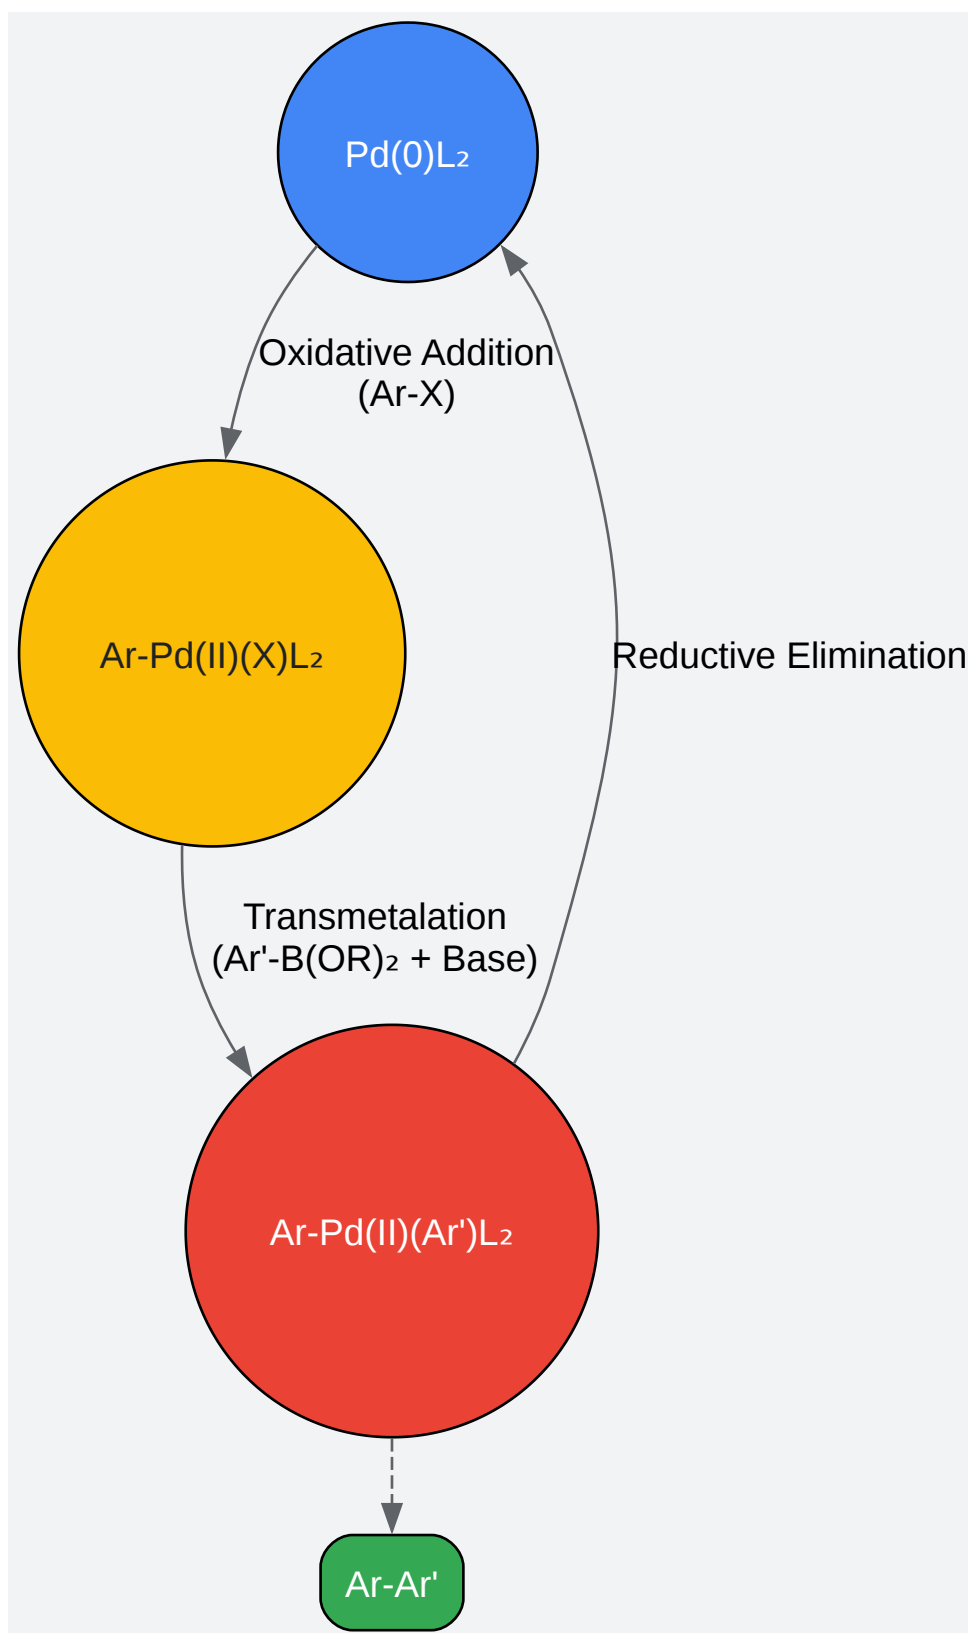 Pd(0)L₂
Oxidative Addition
(Ar-X)
Ar-Pd(II)(X)L₂
Reductive Elimination
Transmetalation
(Ar'-B(OR)₂ + Base)
Ar-Pd(II)(Ar')L₂
Ar-Ar'